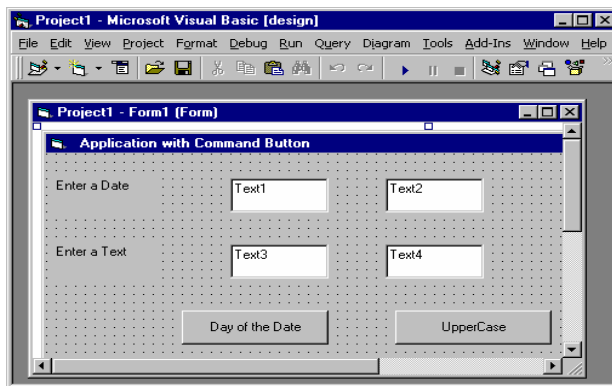 Project1 - Microsoft Visual Basic [design]
File Edit View Project Format Debug Run Query Diagram Tools Add-Ins Window Help
Project1 - Form1 (Form)
Application with Command Button
Enter a Date Text1 Text2
Enter a Text Text3 Text4
Day of the Date UpperCase